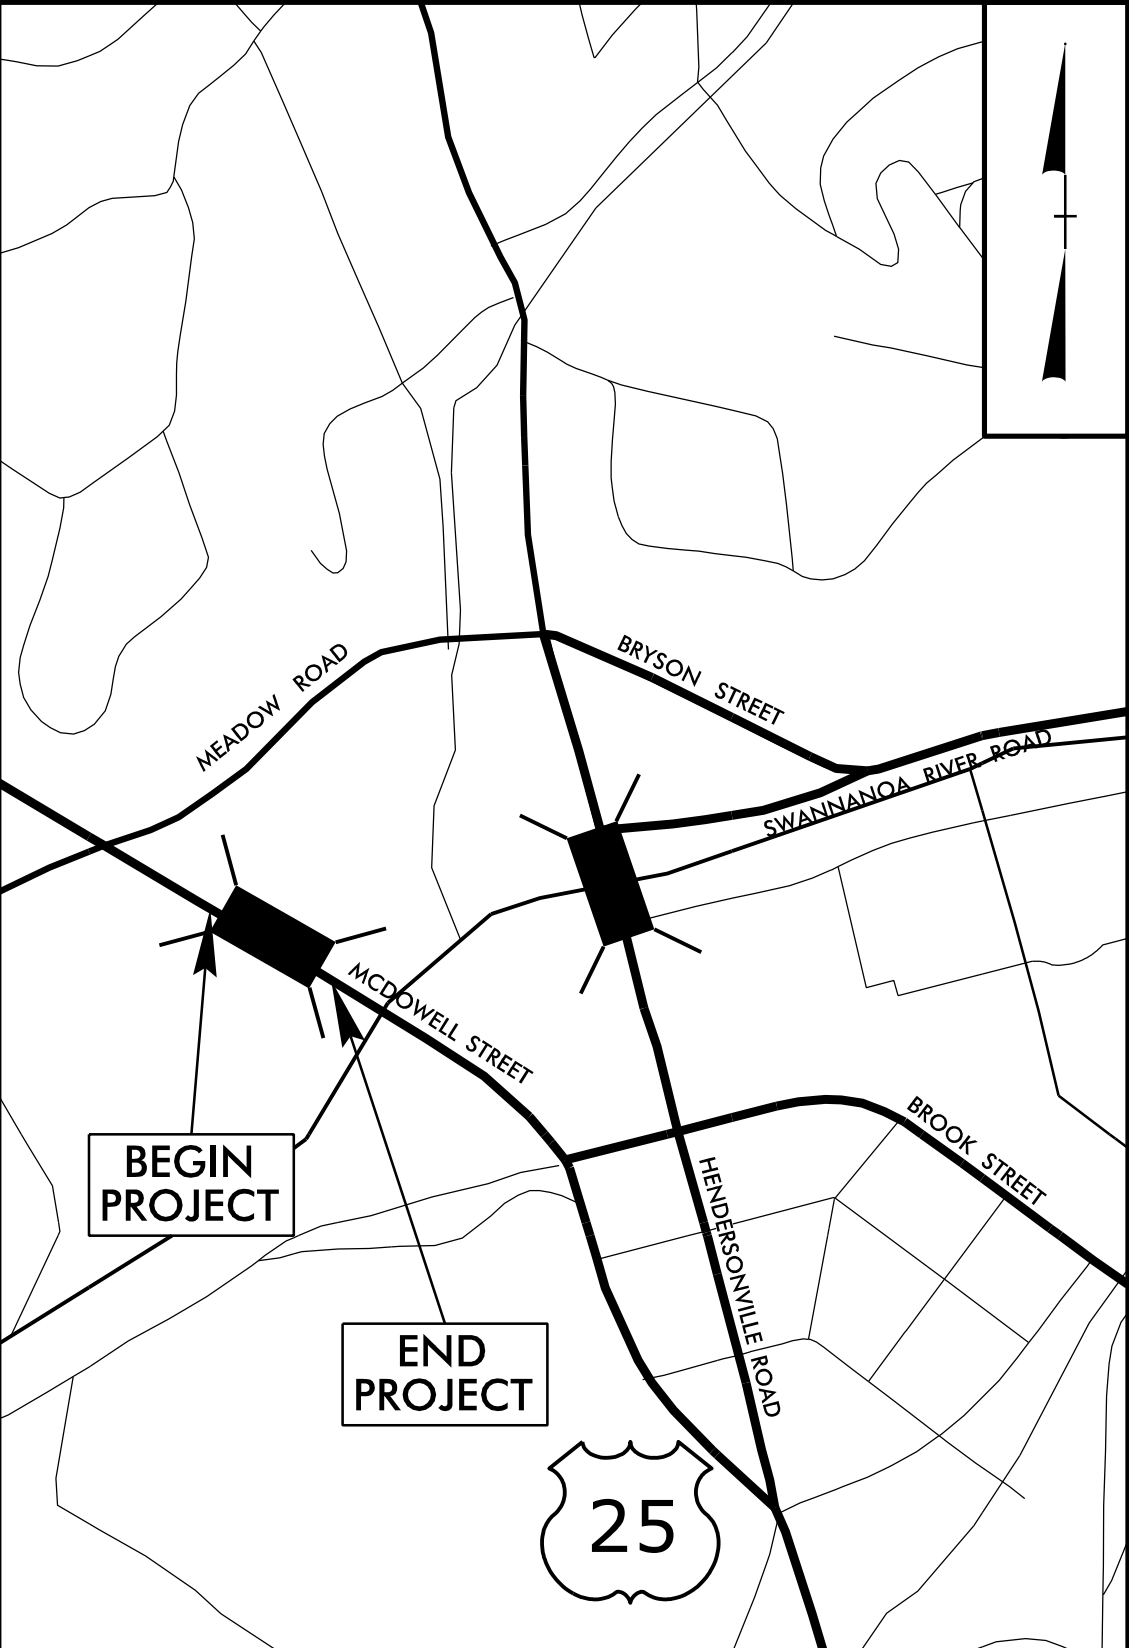 BRYSON STREET
MEADOW ROAD
SWANNANOA RIVER ROAD
MCDOWELL STREET
BROOK STREET
BEGIN
PROJECT
HENDERSONVILLE ROAD
END
PROJECT
25